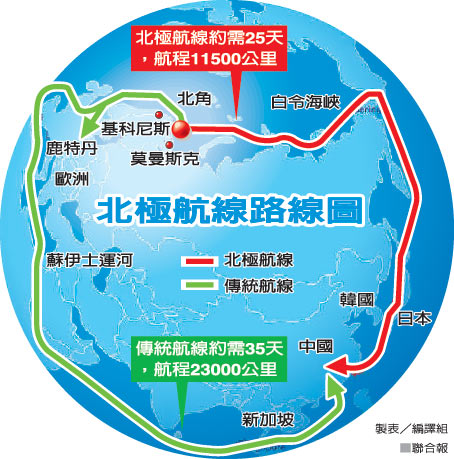 北極航線約需25天
，航程11500公里
北角
白令海峽
基科尼斯
鹿特丹
莫曼斯克
歐洲
北極航線路線圖
蘇伊士運河
北極航線
傳統航線
韓國
日本
中國
傳統航線約需35天
，航程23000公里
新加坡
製表／編譯組
■聯合報